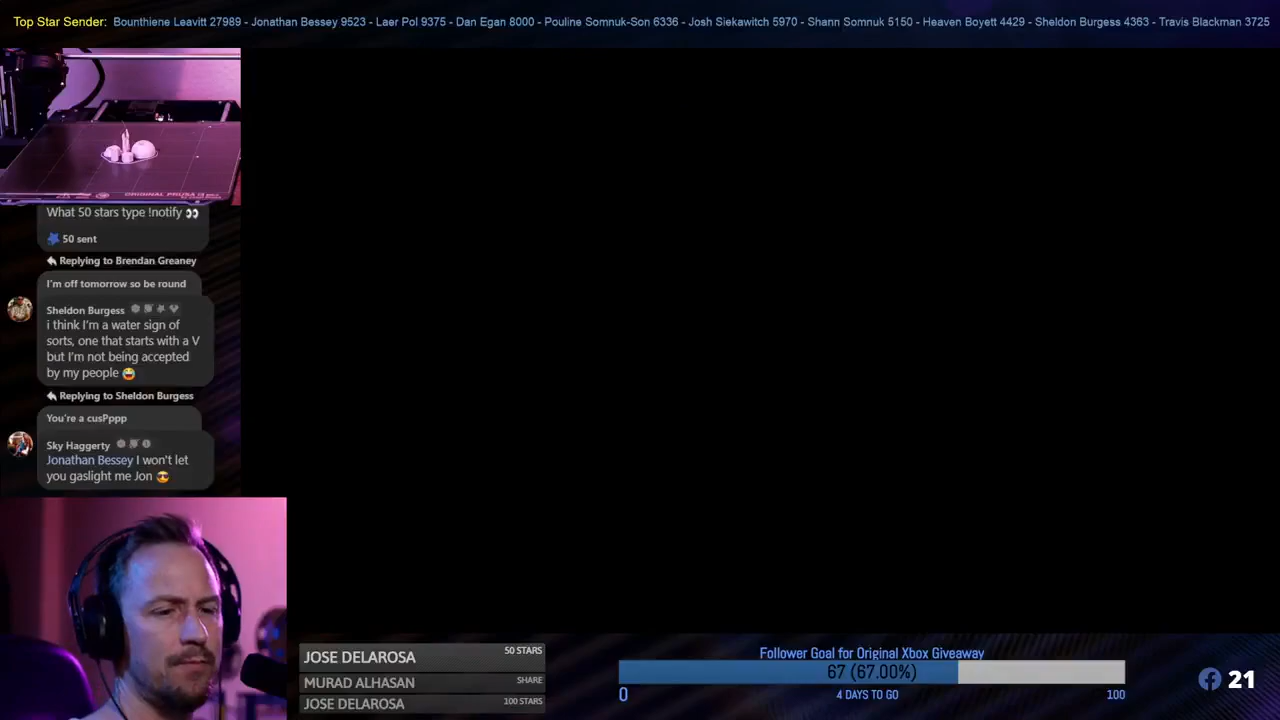 Top Star Sender: Bounthiene Leavitt 27989 - Jonathan Bessey 9523 - Laer Pol 9375 - Dan Egan 8000 - Pouline Somnuk-Son 6336 - Josh Siekawitch 5970 - Shann Somnuk 5150 - Heaven Boyett 4429 - Sheldon Burgess 4363 - Travis Blackman 3725
ORIGINAL PRUSA
What 50 stars type !notify 👀
50 sent
Replying to Brendan Greaney
I'm off tomorrow so be round
Sheldon Burgess
i think I'm a water sign of
sorts, one that starts with a V
but I'm not being accepted
by my people 😂
Replying to Sheldon Burgess
You're a cusPppp
Sky Haggerty
Jonathan Bessey I won't let
you gaslight me Jon 😎
JOSE DELAROSA 50 STARS
MURAD ALHASAN SHARE
JOSE DELAROSA 100 STARS
Follower Goal for Original Xbox Giveaway
67 (67.00%)
0 4 DAYS TO GO 100
21